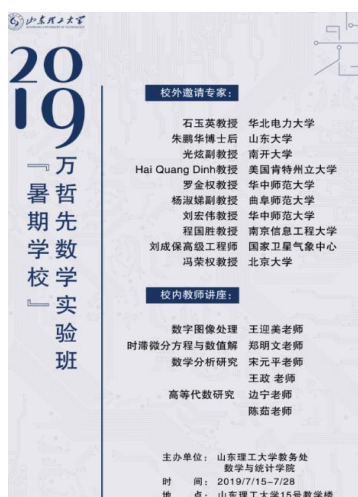 山东理工大学
2019
万哲先数学实验班
『暑期学校』
校外邀请专家：
石玉英教授 华北电力大学
朱鹏华博士后 山东大学
光炫副教授 南开大学
Hai Quang Dinh教授 美国肯特州立大学
罗金权教授 华中师范大学
杨淑娣副教授 曲阜师范大学
刘宏伟教授 华中师范大学
程国胜教授 南京信息工程大学
刘成保高级工程师 国家卫星气象中心
冯荣权教授 北京大学
校内教师讲座：
数字图像处理 王迎美老师
时滞微分方程与数值解 郑明文老师
数学分析研究 宋元平老师
王政 老师
高等代数研究 边宁老师
陈茹老师
主办单位： 山东理工大学教务处
数学与统计学院
时 间： 2019/7/15-7/28
地 点： 山东理工大学15号教学楼